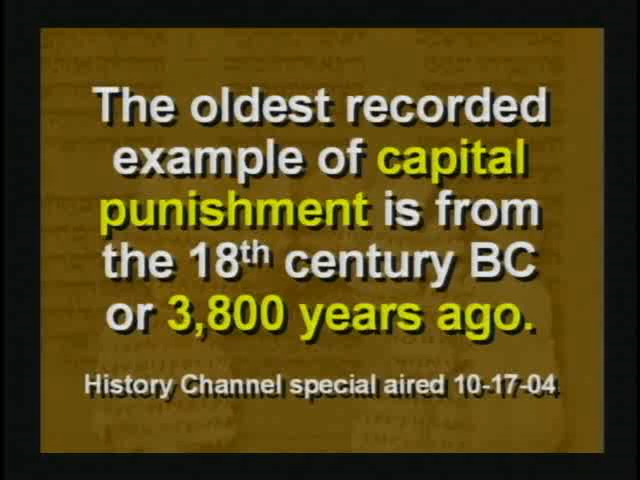 The oldest recorded
example of capital
punishment is from
the 18th century BC
or 3,800 years ago.
History Channel special aired 10-17-04